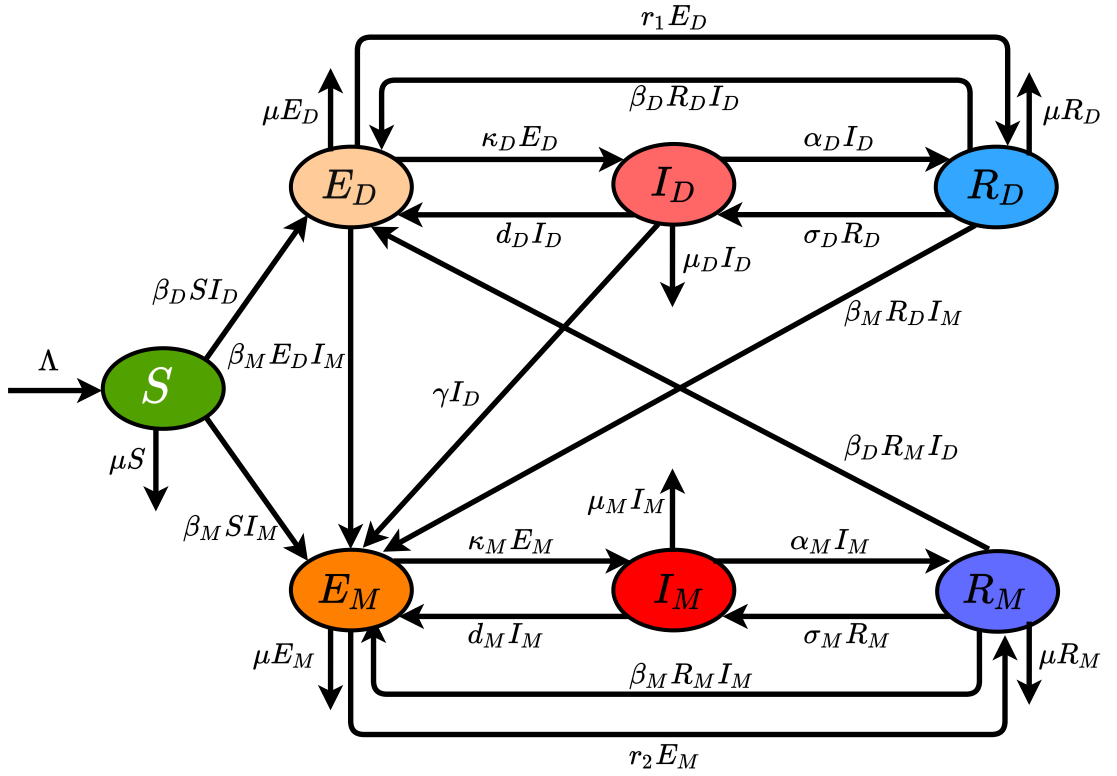 r₁E_D
β_D R_D I_D
μE_D
μR_D
κ_D E_D
α_D I_D
E_D
I_D
R_D
d_D I_D
σ_D R_D
μ_D I_D
β_D S I_D
β_M R_D I_M
β_M E_D I_M
Λ
S
γI_D
μS
β_D R_M I_D
μ_M I_M
β_M S I_M
κ_M E_M
α_M I_M
E_M
I_M
R_M
d_M I_M
σ_M R_M
μE_M
μR_M
β_M R_M I_M
r₂E_M